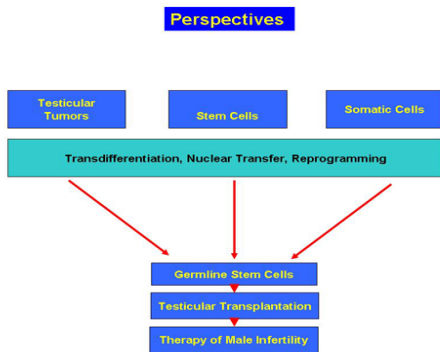 Perspectives
Testicular
Tumors
Stem Cells
Somatic Cells
Transdifferentiation, Nuclear Transfer, Reprogramming
Germline Stem Cells
Testicular Transplantation
Therapy of Male Infertility